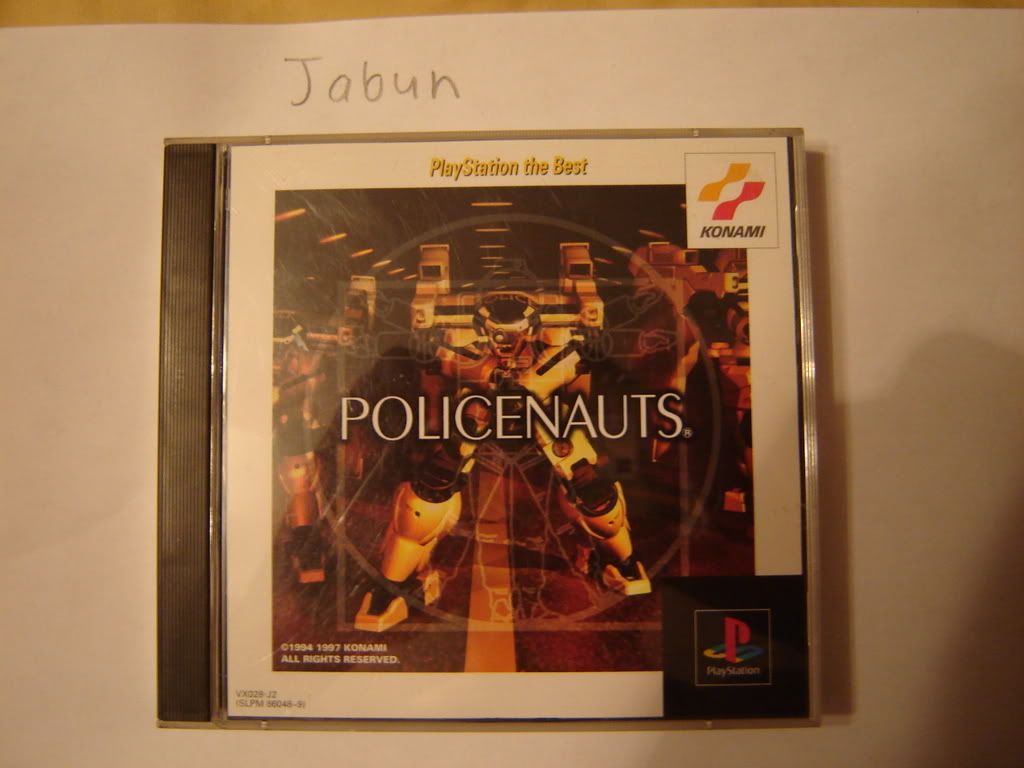 Jabun
PlayStation the Best
KONAMI
POLICENAUTS®
©1994 1997 KONAMI
ALL RIGHTS RESERVED.
PlayStation
VX028-J2
(SLPM 86048~9)